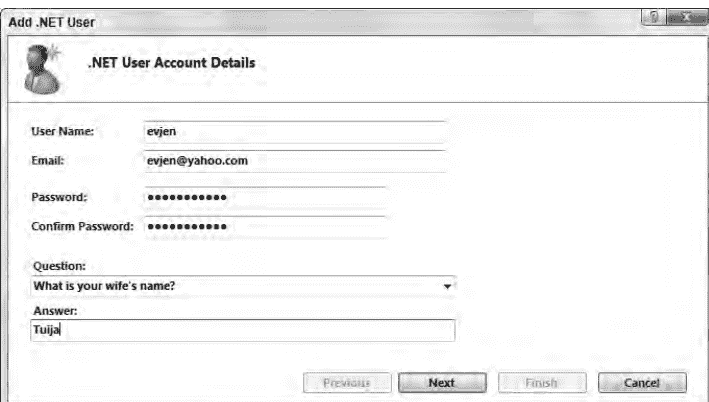 Add .NET User
.NET User Account Details
User Name: evjen
Email: evjen@yahoo.com
Password: •••••••••••
Confirm Password: •••••••••••
Question:
What is your wife's name?
Answer:
Tuija
Previous Next Finish Cancel